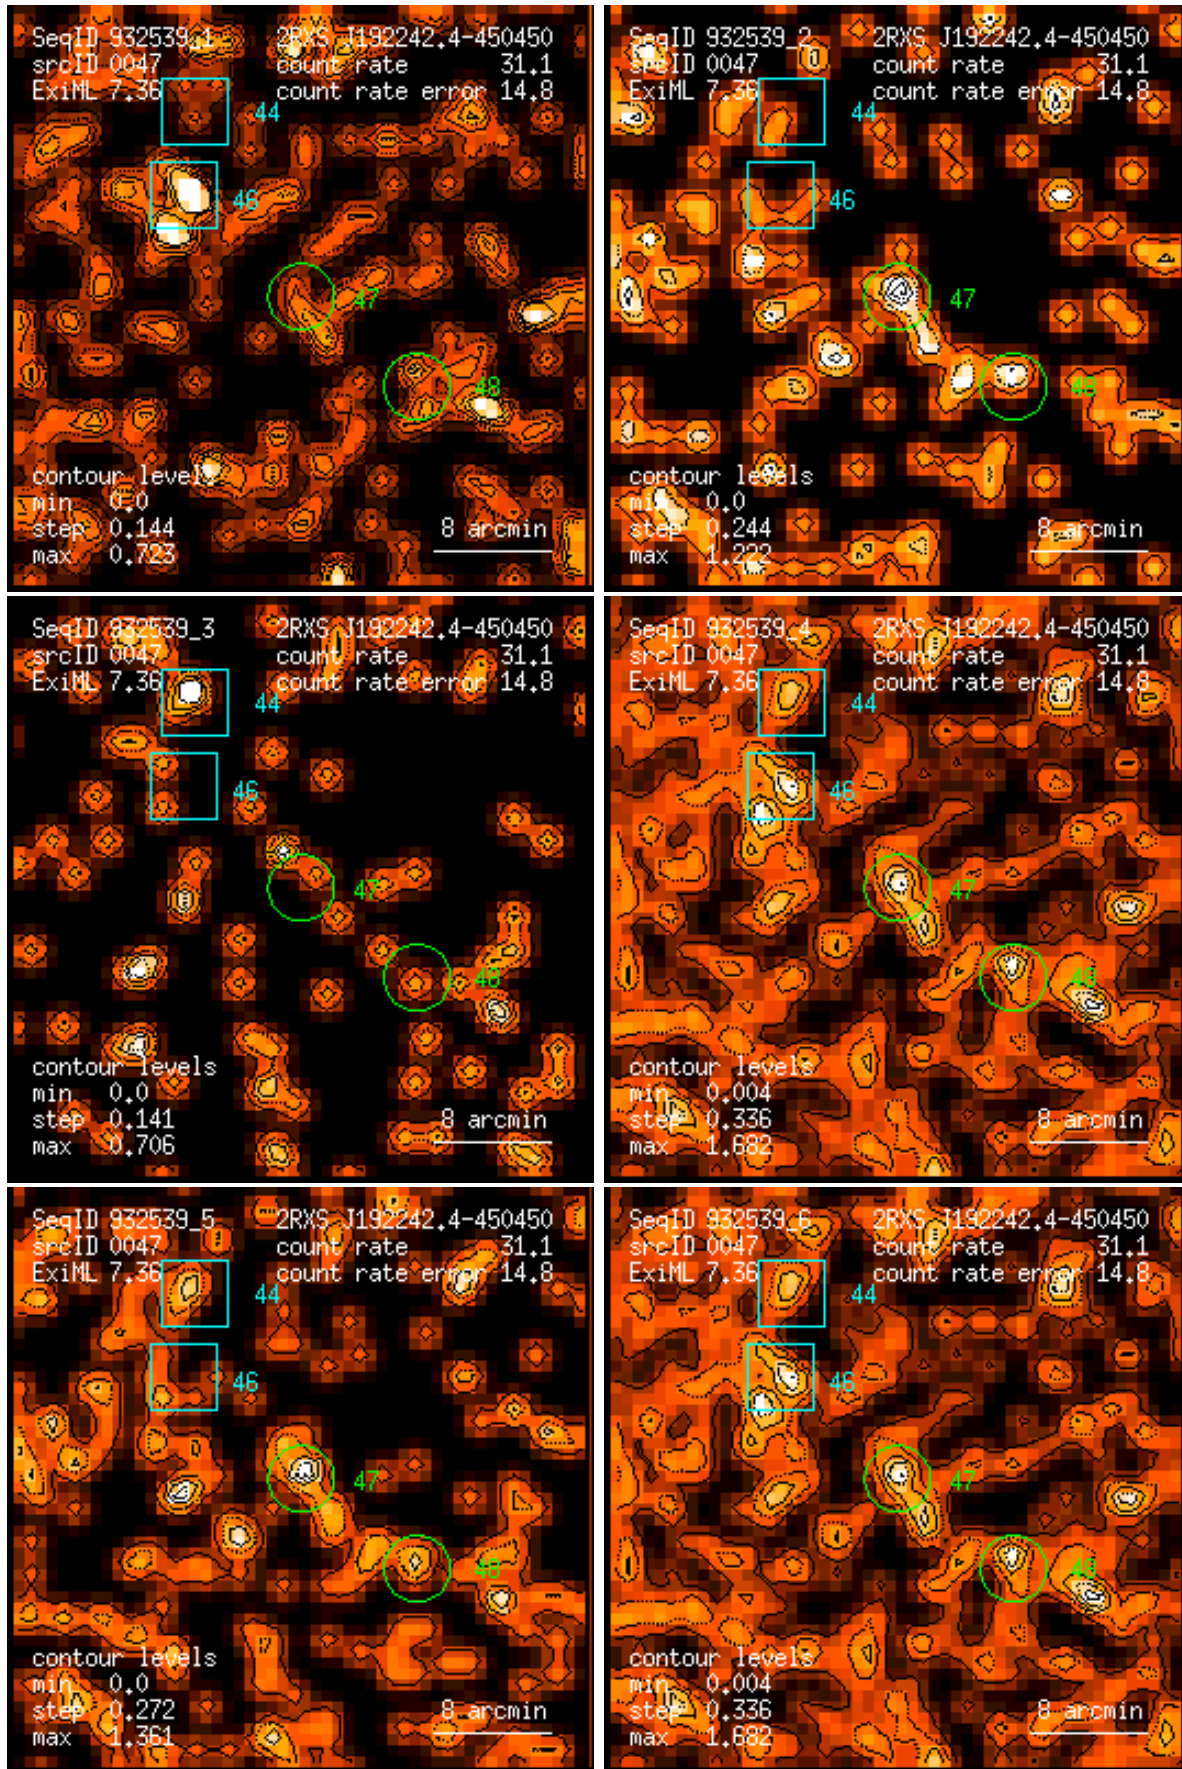 SeqID 932539_1 2RXS J192242.4-450450
srcID 0047 count rate 31.1
ExiML 7.36 count rate error 14.8
44
46
47
48
contour levels
min 0.0
step 0.144 8 arcmin
max 0.723
SeqID 932539_2 2RXS J192242.4-450450
srcID 0047 count rate 31.1
ExiML 7.36 count rate error 14.8
44
46
47
48
contour levels
min 0.0
step 0.244 8 arcmin
max 1.222
SeqID 932539_3 2RXS J192242.4-450450
srcID 0047 count rate 31.1
ExiML 7.36 count rate error 14.8
44
46
47
48
contour levels
min 0.0
step 0.141 8 arcmin
max 0.706
SeqID 932539_4 2RXS J192242.4-450450
srcID 0047 count rate 31.1
ExiML 7.36 count rate error 14.8
44
46
47
48
contour levels
min 0.004
step 0.336 8 arcmin
max 1.682
SeqID 932539_5 2RXS J192242.4-450450
srcID 0047 count rate 31.1
ExiML 7.36 count rate error 14.8
44
46
47
48
contour levels
min 0.0
step 0.272 8 arcmin
max 1.361
SeqID 932539_6 2RXS J192242.4-450450
srcID 0047 count rate 31.1
ExiML 7.36 count rate error 14.8
44
46
47
48
contour levels
min 0.004
step 0.336 8 arcmin
max 1.682